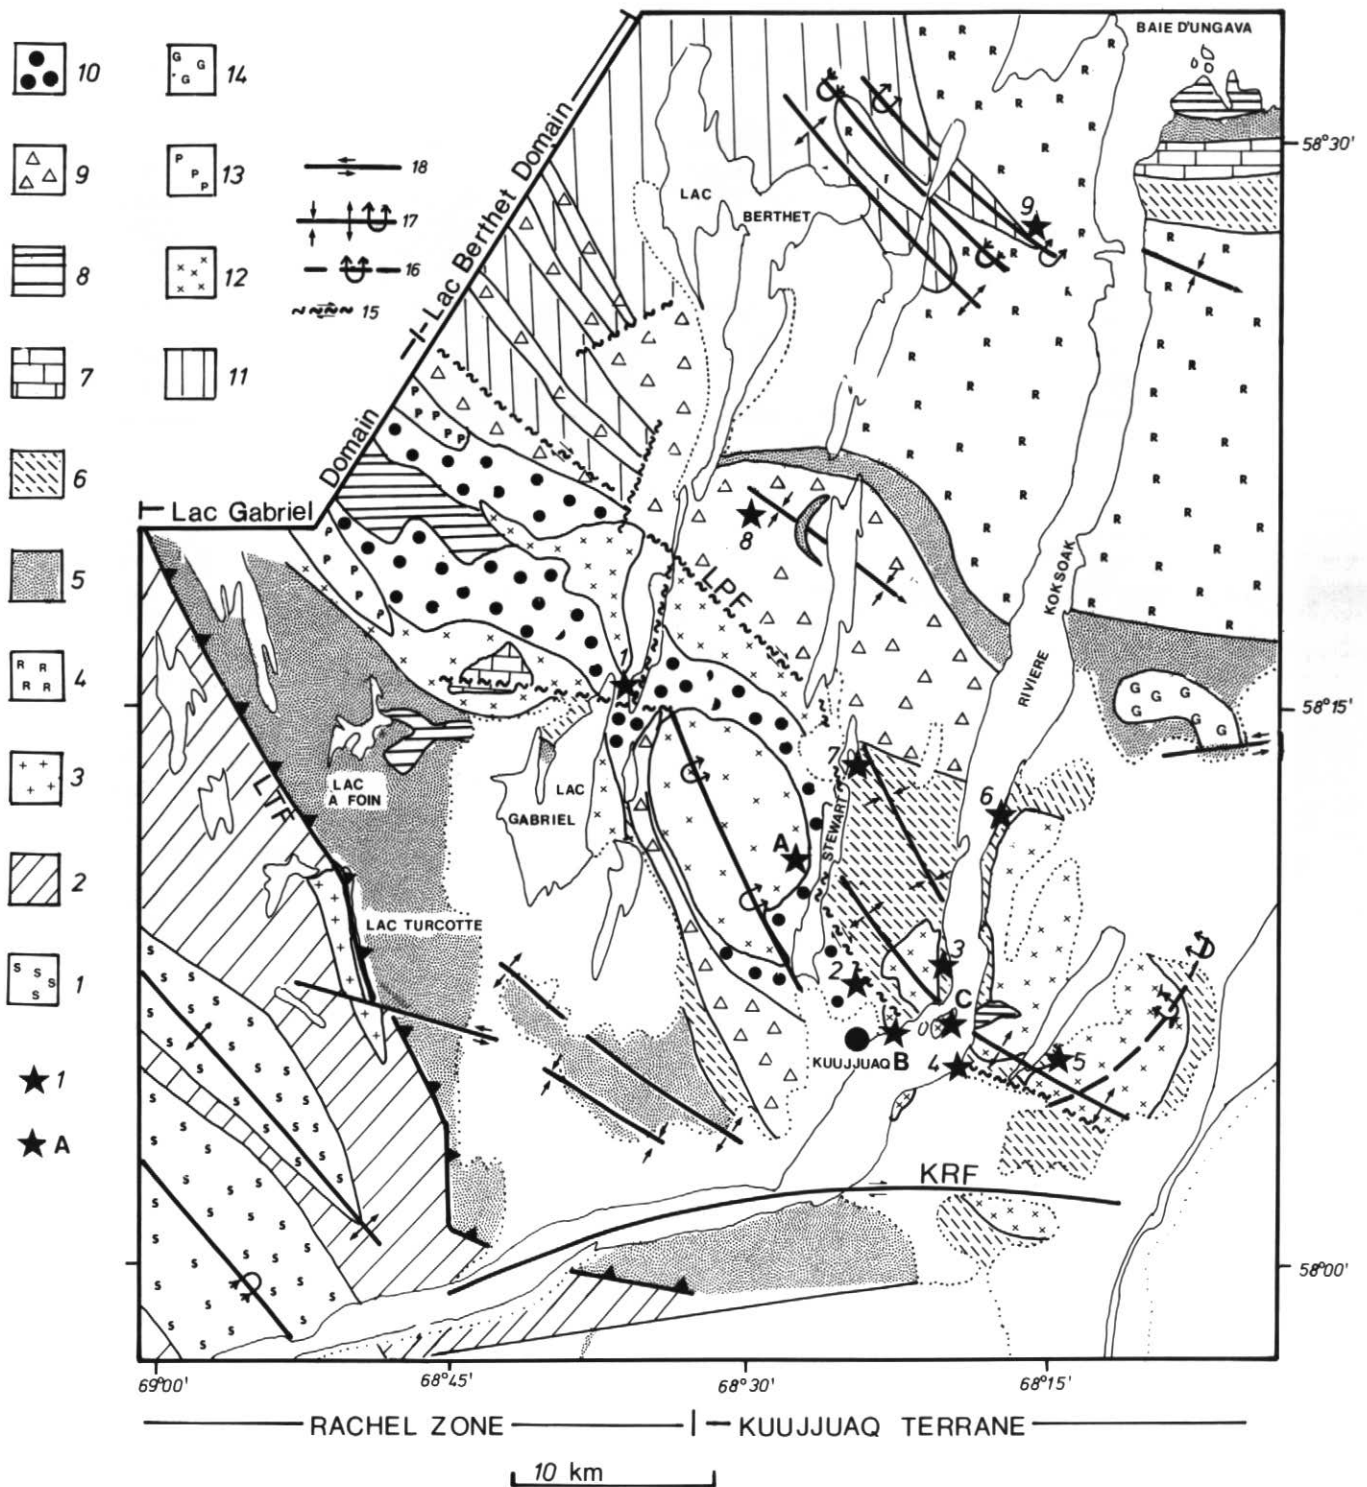 10
14
9
13
8
12
7
11
6
5
4
3
2
1
1
A
18
17
16
15
BAIE D'UNGAVA
58°30'
58°15'
58°00'
Lac Berthet Domain
Lac Gabriel Domain
LAC
BERTHET
9
8
LPF
RIVIERE KOKSOAK
1
LAC
A FOIN
LTF
LAC
GABRIEL
7
STEWART
6
A
LAC TURCOTTE
2
3
C
D
KUUJJUAQ
B
4
5
KRF
69°00'
68°45'
68°30'
68°15'
RACHEL ZONE
KUUJJUAQ TERRANE
10 km